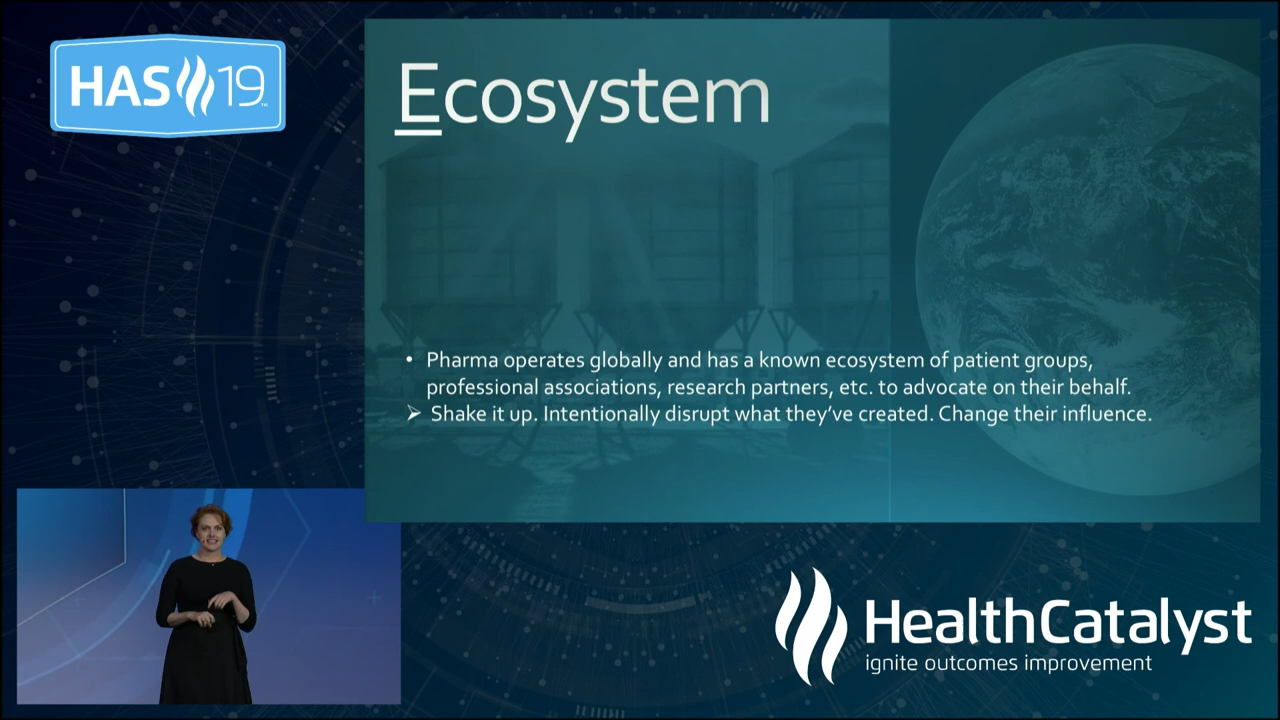 HAS 19™
Ecosystem
• Pharma operates globally and has a known ecosystem of patient groups,
professional associations, research partners, etc. to advocate on their behalf.
➢ Shake it up. Intentionally disrupt what they’ve created. Change their influence.
HealthCatalyst
ignite outcomes improvement